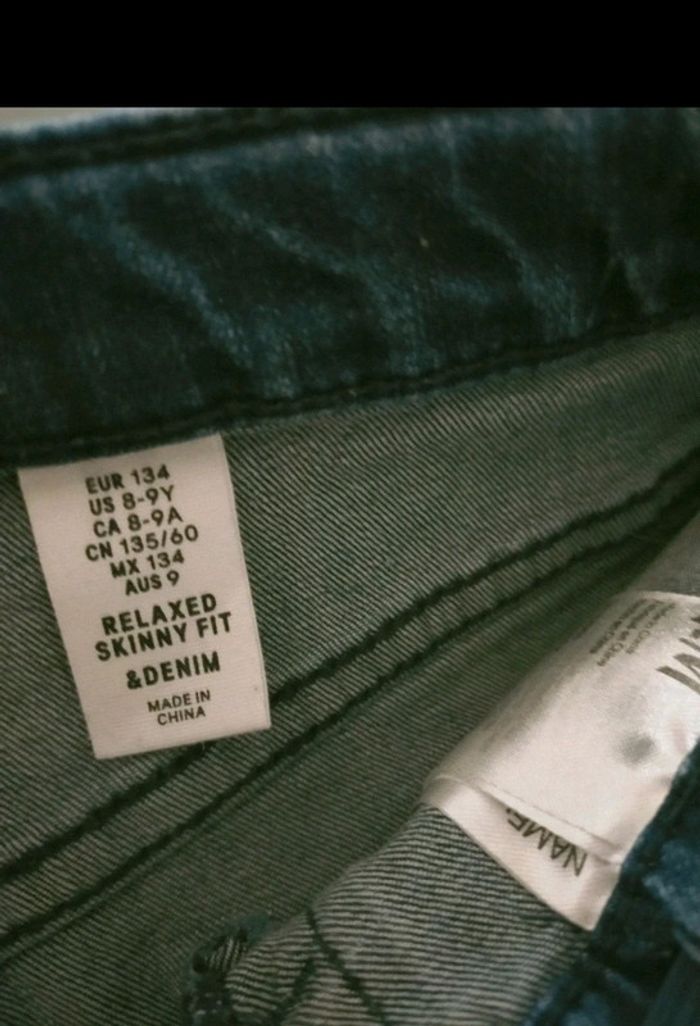 EUR 134
US 8-9Y
CA 8-9A
CN 135/60
MX 134
AUS 9
RELAXED
SKINNY FIT
&DENIM
MADE IN
CHINA
NAME: